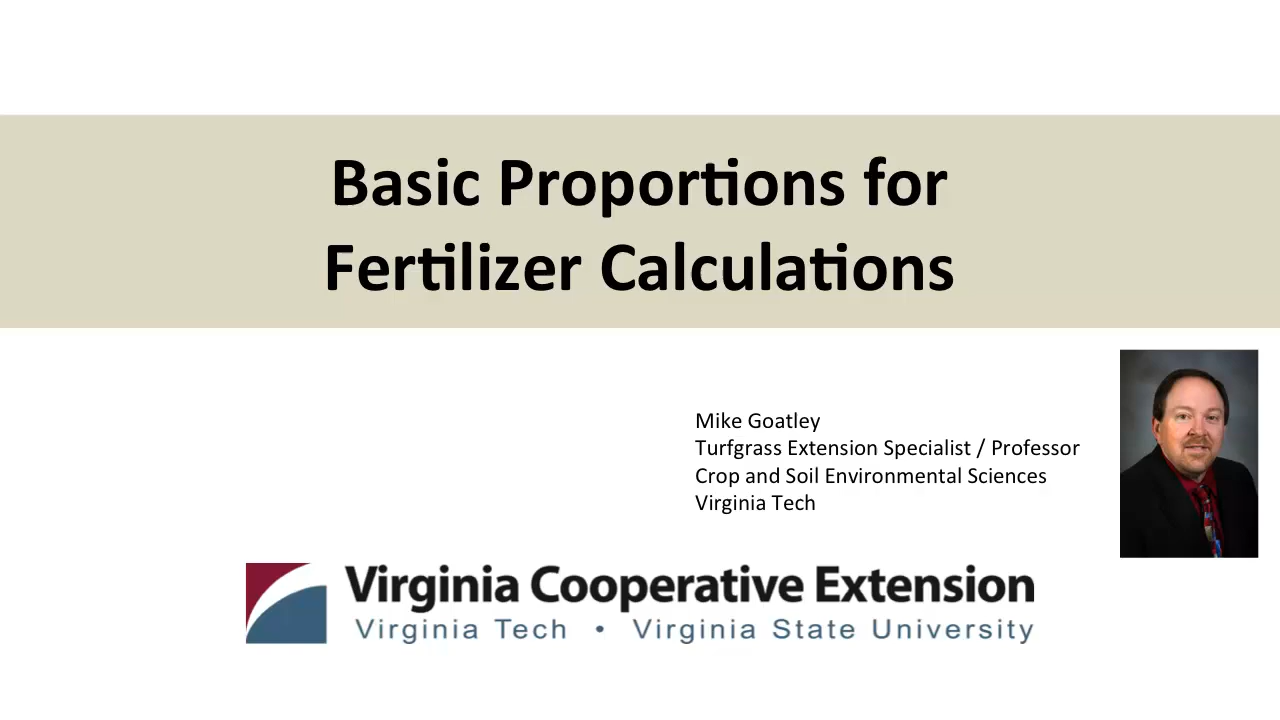 Basic Proportions for
Fertilizer Calculations
Mike Goatley
Turfgrass Extension Specialist / Professor
Crop and Soil Environmental Sciences
Virginia Tech
Virginia Cooperative Extension
Virginia Tech • Virginia State University